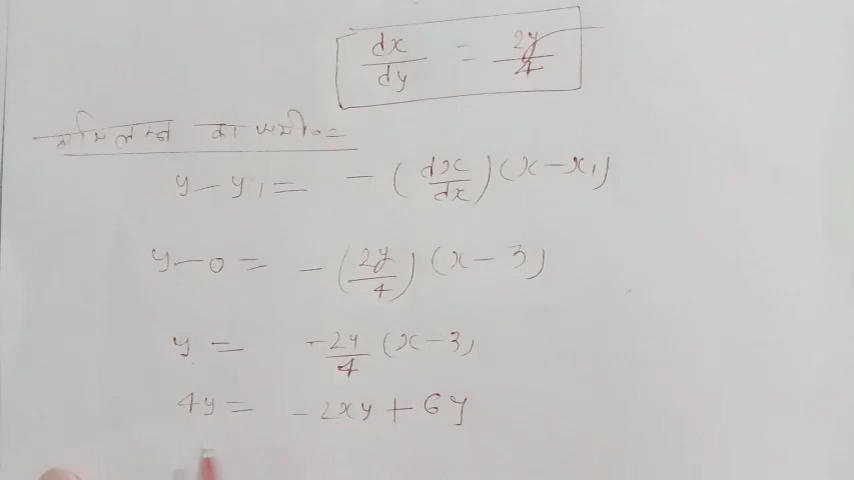 dx/dy = 2y/4
अभिलम्ब का समी०=
y - y₁ = - (dx/dx)(x - x₁)
y - 0 = - (2y/4)(x - 3)
y = -2y/4 (x - 3)
4y = - 2xy + 6y